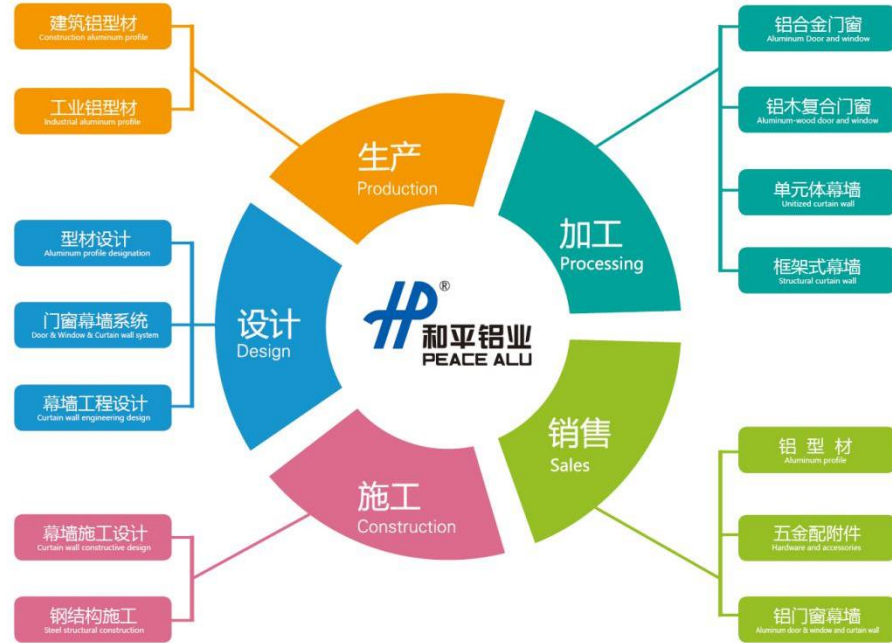 建筑铝型材
Construction aluminum profile
工业铝型材
Industrial aluminum profile
生产
Production
铝合金门窗
Aluminum Door and window
铝木复合门窗
Aluminum-wood door and window
单元体幕墙
Unitized curtain wall
框架式幕墙
Structural curtain wall
加工
Processing
型材设计
Aluminum profile designation
门窗幕墙系统
Door & Window & Curtain wall system
幕墙工程设计
Curtain wall engineering design
设计
Design
HP®
和平铝业
PEACE ALU
销售
Sales
铝 型 材
Aluminum profile
五金配附件
Hardware and accessories
铝门窗幕墙
Aluminum door & window and curtain wall
施工
Construction
幕墙施工设计
Curtain wall constructive design
钢结构施工
Steel structural construction